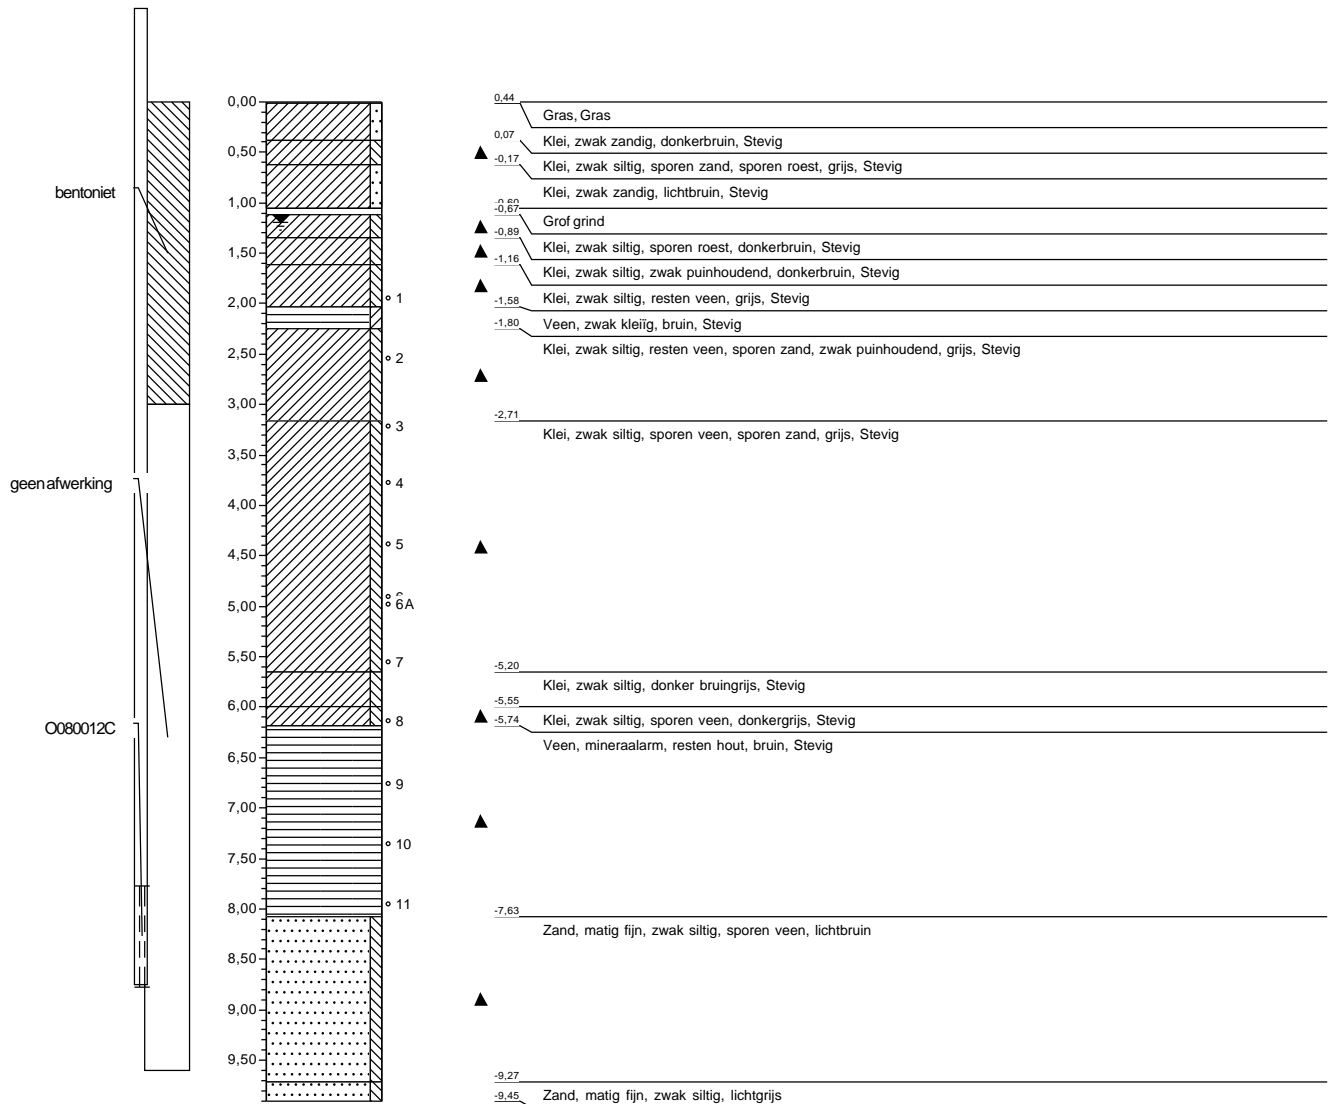 bentoniet
geen afwerking
O080012C
0,00
0,50
1,00
1,50
2,00
2,50
3,00
3,50
4,00
4,50
5,00
5,50
6,00
6,50
7,00
7,50
8,00
8,50
9,00
9,50
1
2
3
4
5
6A
7
8
9
10
11
0,44
Gras, Gras
0,07
Klei, zwak zandig, donkerbruin, Stevig
-0,17
Klei, zwak siltig, sporen zand, sporen roest, grijs, Stevig
Klei, zwak zandig, lichtbruin, Stevig
-0,60
-0,67
Grof grind
-0,89
Klei, zwak siltig, sporen roest, donkerbruin, Stevig
-1,16
Klei, zwak siltig, zwak puinhoudend, donkerbruin, Stevig
Klei, zwak siltig, resten veen, grijs, Stevig
-1,58
-1,80
Veen, zwak kleiïg, bruin, Stevig
Klei, zwak siltig, resten veen, sporen zand, zwak puinhoudend, grijs, Stevig
-2,71
Klei, zwak siltig, sporen veen, sporen zand, grijs, Stevig
-5,20
Klei, zwak siltig, donker bruingrijs, Stevig
-5,55
-5,74
Klei, zwak siltig, sporen veen, donkergrijs, Stevig
Veen, mineraalarm, resten hout, bruin, Stevig
-7,63
Zand, matig fijn, zwak siltig, sporen veen, lichtbruin
-9,27
-9,45
Zand, matig fijn, zwak siltig, lichtgrijs